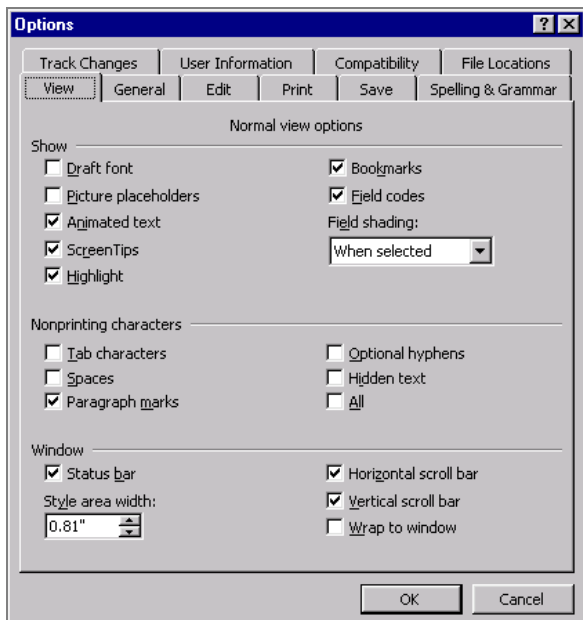 Options
Track Changes User Information Compatibility File Locations
View General Edit Print Save Spelling & Grammar
Normal view options
Show
Draft font Bookmarks
Picture placeholders Field codes
Animated text Field shading:
ScreenTips When selected
Highlight
Nonprinting characters
Tab characters Optional hyphens
Spaces Hidden text
Paragraph marks All
Window
Status bar Horizontal scroll bar
Style area width: Vertical scroll bar
0.81" Wrap to window
OK Cancel